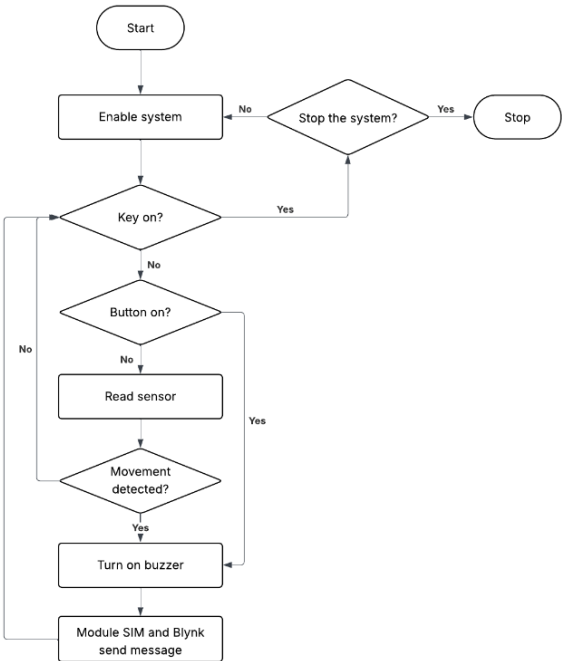 Start
Enable system
No
Stop the system?
Yes
Stop
Key on?
Yes
No
Button on?
No
No
Read sensor
Yes
Movement
detected?
Yes
Turn on buzzer
Module SIM and Blynk
send message